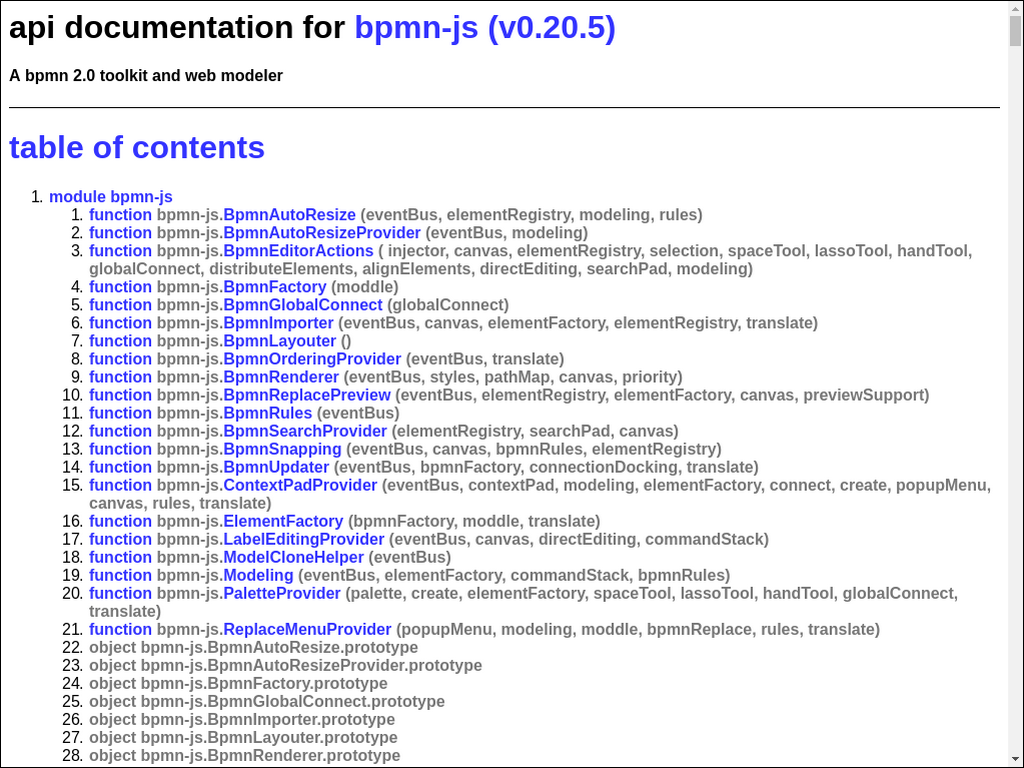 api documentation for bpmn-js (v0.20.5)
A bpmn 2.0 toolkit and web modeler
table of contents
1. module bpmn-js
1. function bpmn-js.BpmnAutoResize (eventBus, elementRegistry, modeling, rules)
2. function bpmn-js.BpmnAutoResizeProvider (eventBus, modeling)
3. function bpmn-js.BpmnEditorActions ( injector, canvas, elementRegistry, selection, spaceTool, lassoTool, handTool,
globalConnect, distributeElements, alignElements, directEditing, searchPad, modeling)
4. function bpmn-js.BpmnFactory (moddle)
5. function bpmn-js.BpmnGlobalConnect (globalConnect)
6. function bpmn-js.BpmnImporter (eventBus, canvas, elementFactory, elementRegistry, translate)
7. function bpmn-js.BpmnLayouter ()
8. function bpmn-js.BpmnOrderingProvider (eventBus, translate)
9. function bpmn-js.BpmnRenderer (eventBus, styles, pathMap, canvas, priority)
10. function bpmn-js.BpmnReplacePreview (eventBus, elementRegistry, elementFactory, canvas, previewSupport)
11. function bpmn-js.BpmnRules (eventBus)
12. function bpmn-js.BpmnSearchProvider (elementRegistry, searchPad, canvas)
13. function bpmn-js.BpmnSnapping (eventBus, canvas, bpmnRules, elementRegistry)
14. function bpmn-js.BpmnUpdater (eventBus, bpmnFactory, connectionDocking, translate)
15. function bpmn-js.ContextPadProvider (eventBus, contextPad, modeling, elementFactory, connect, create, popupMenu,
canvas, rules, translate)
16. function bpmn-js.ElementFactory (bpmnFactory, moddle, translate)
17. function bpmn-js.LabelEditingProvider (eventBus, canvas, directEditing, commandStack)
18. function bpmn-js.ModelCloneHelper (eventBus)
19. function bpmn-js.Modeling (eventBus, elementFactory, commandStack, bpmnRules)
20. function bpmn-js.PaletteProvider (palette, create, elementFactory, spaceTool, lassoTool, handTool, globalConnect,
translate)
21. function bpmn-js.ReplaceMenuProvider (popupMenu, modeling, moddle, bpmnReplace, rules, translate)
22. object bpmn-js.BpmnAutoResize.prototype
23. object bpmn-js.BpmnAutoResizeProvider.prototype
24. object bpmn-js.BpmnFactory.prototype
25. object bpmn-js.BpmnGlobalConnect.prototype
26. object bpmn-js.BpmnImporter.prototype
27. object bpmn-js.BpmnLayouter.prototype
28. object bpmn-js.BpmnRenderer.prototype